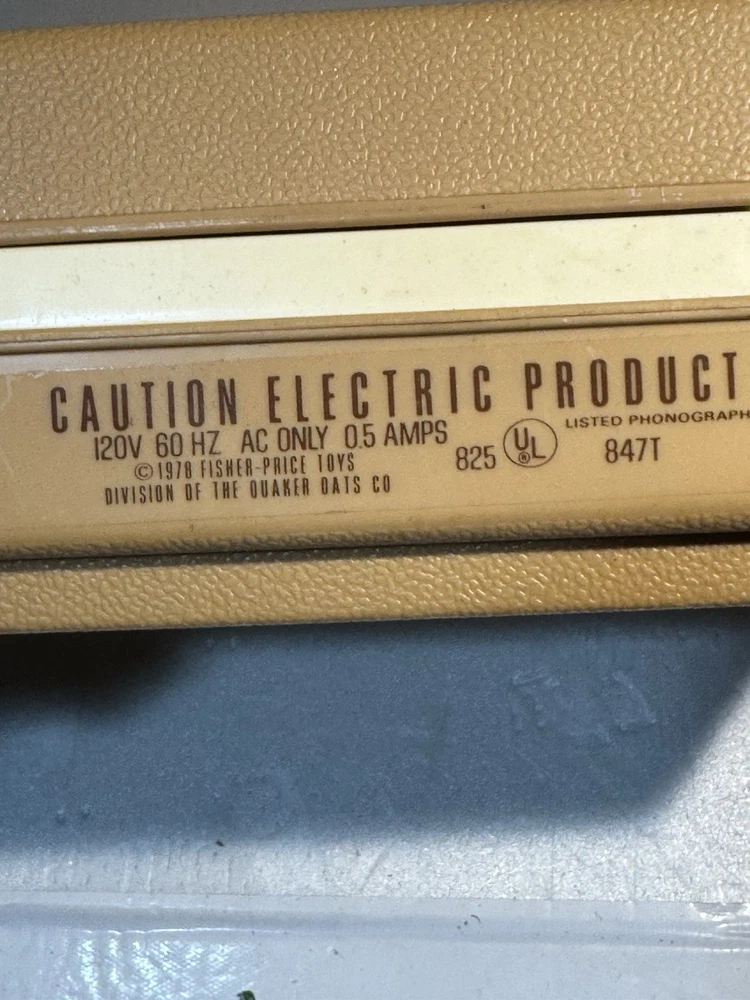 CAUTION ELECTRIC PRODUCT
120V 60 HZ AC ONLY 0.5 AMPS
©1978 FISHER-PRICE TOYS
DIVISION OF THE QUAKER OATS CO
825
UL
®
LISTED PHONOGRAPH
847T